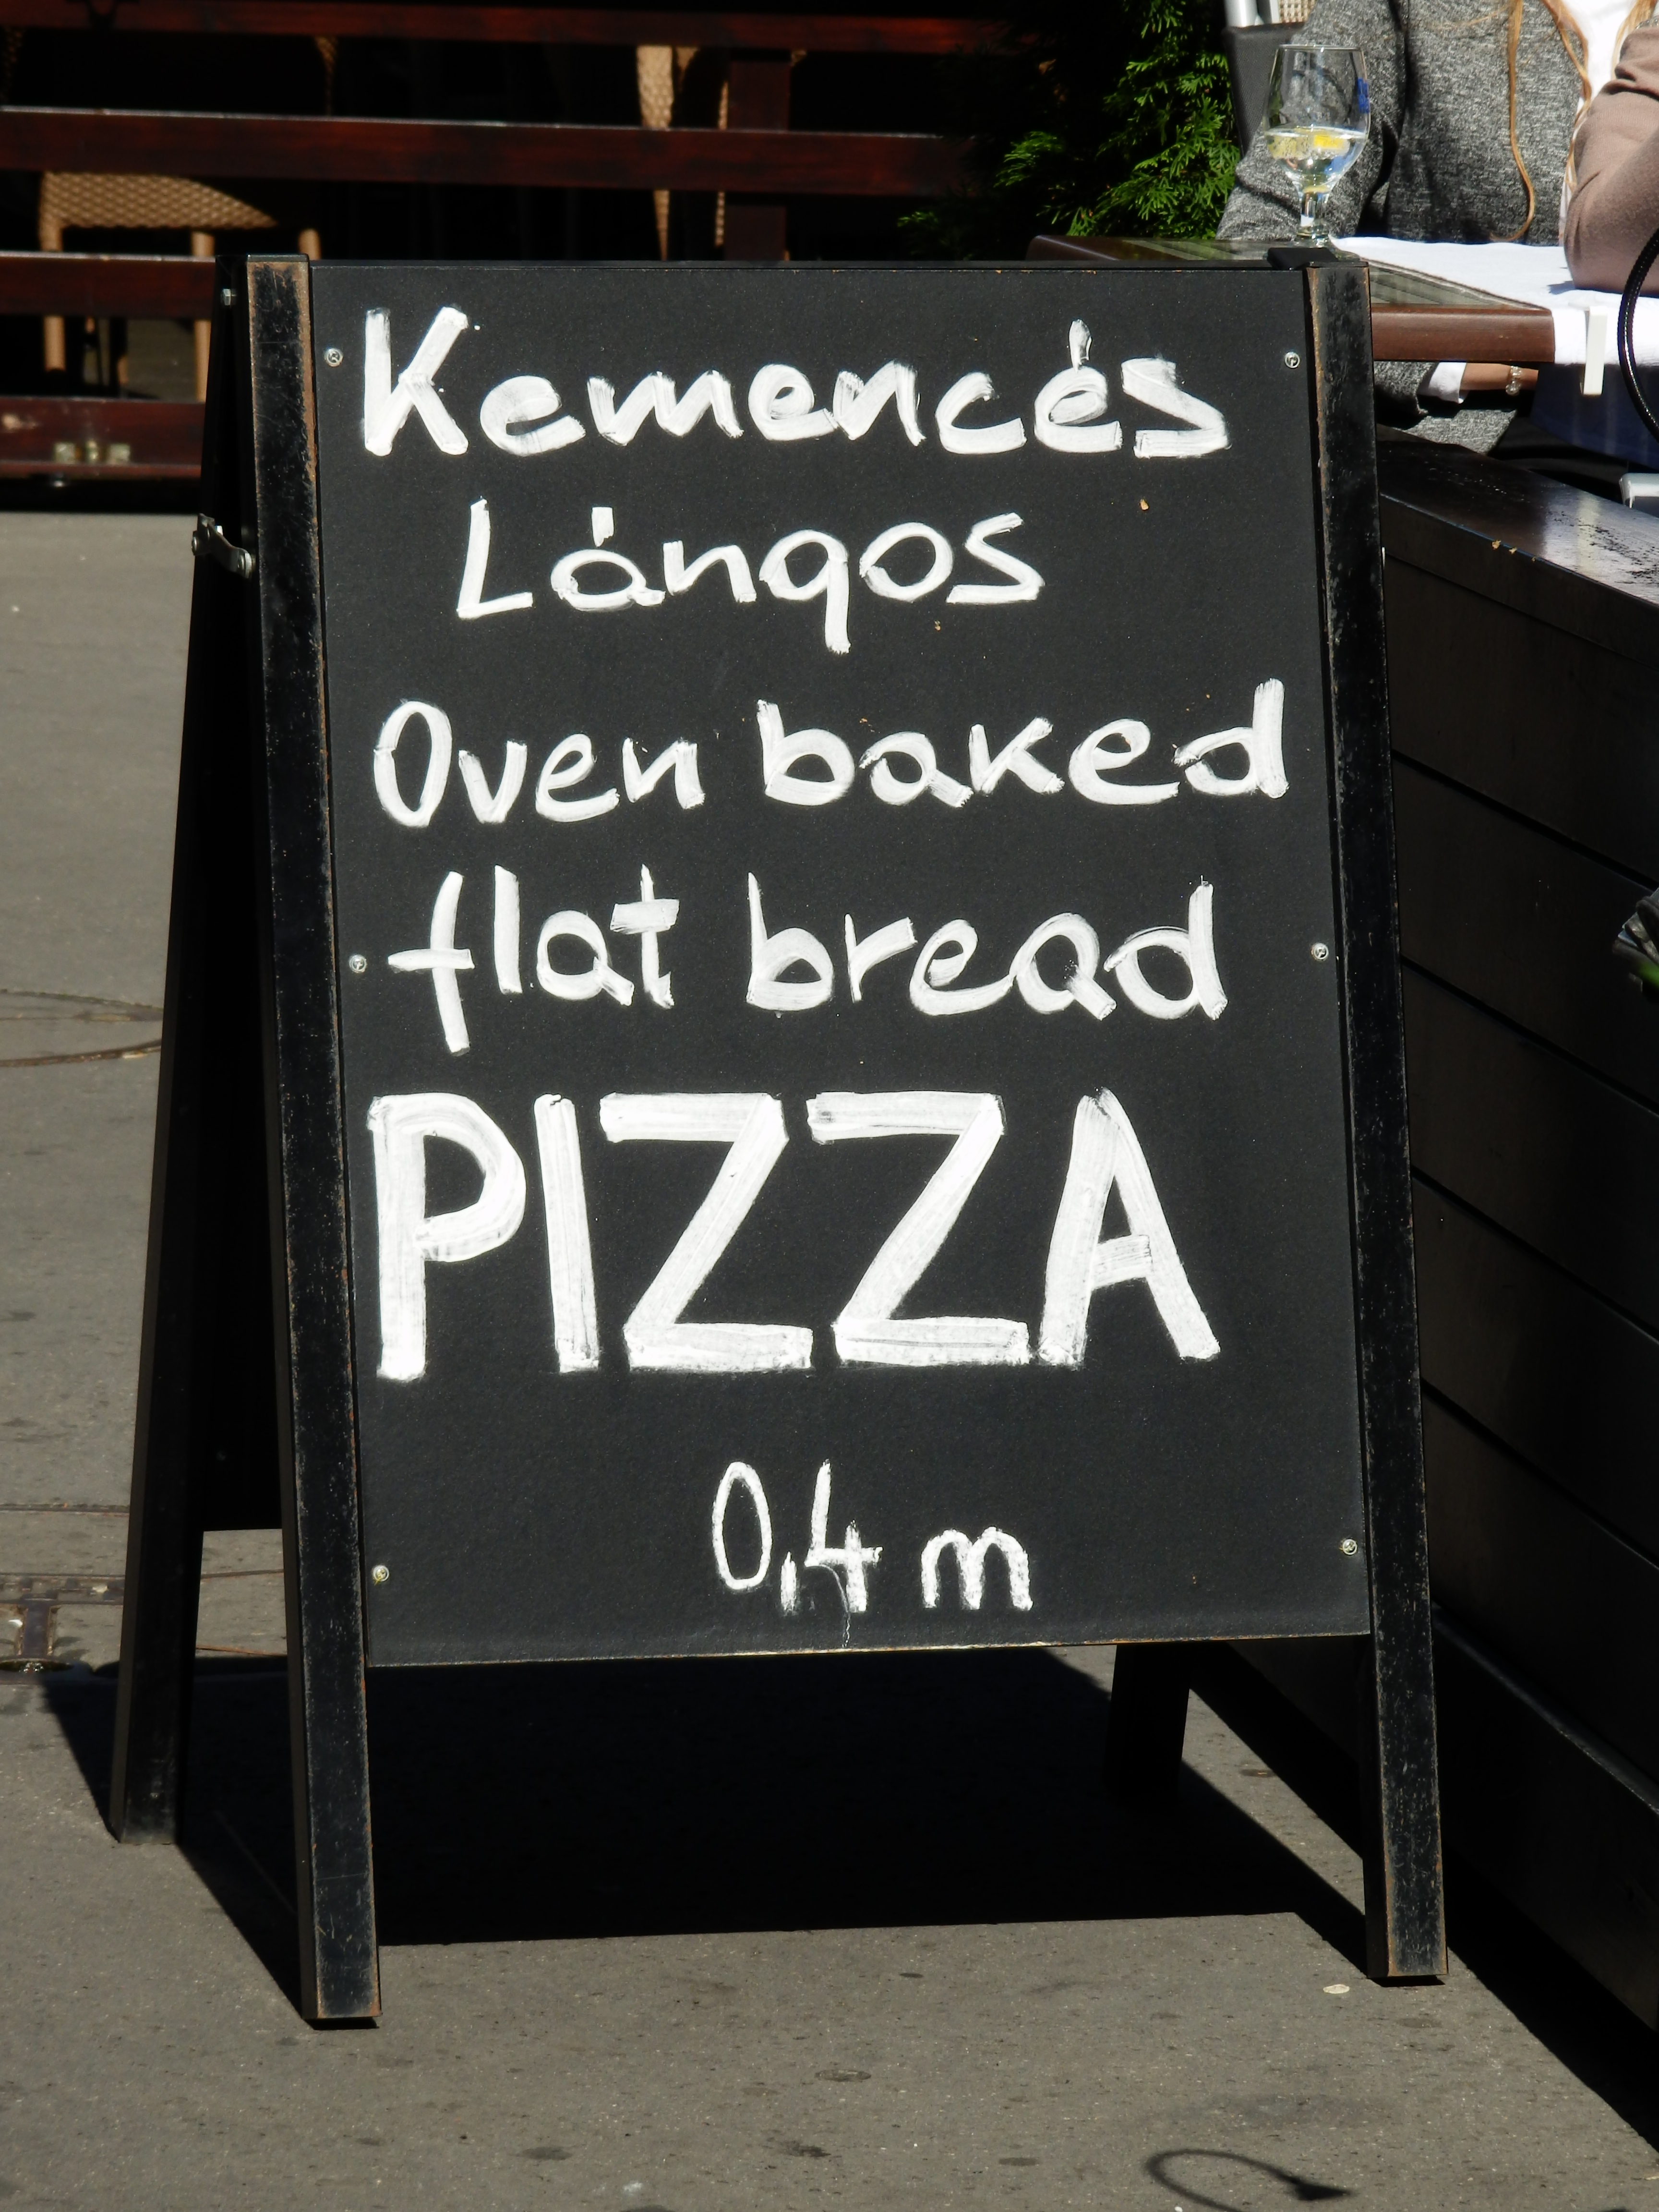 Kemencés
Lángos
Oven baked
flat bread
PIZZA
0,4 m